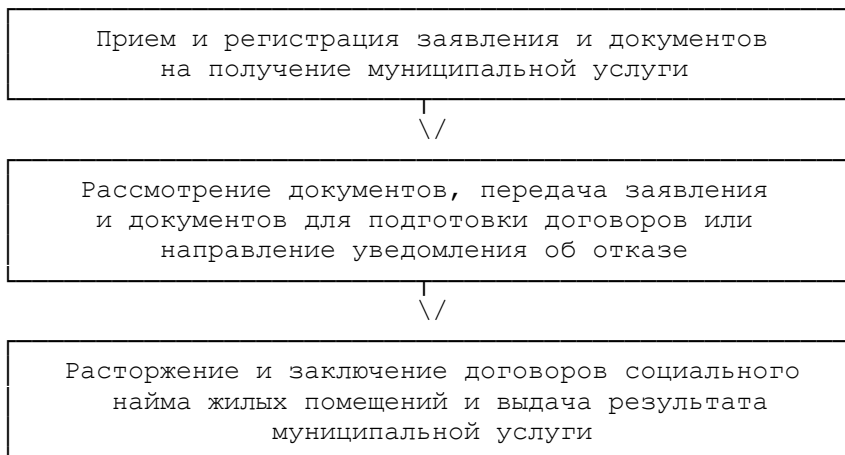 Прием и регистрация заявления и документов
на получение муниципальной услуги
Рассмотрение документов, передача заявления
и документов для подготовки договоров или
направление уведомления об отказе
Расторжение и заключение договоров социального
найма жилых помещений и выдача результата
муниципальной услуги